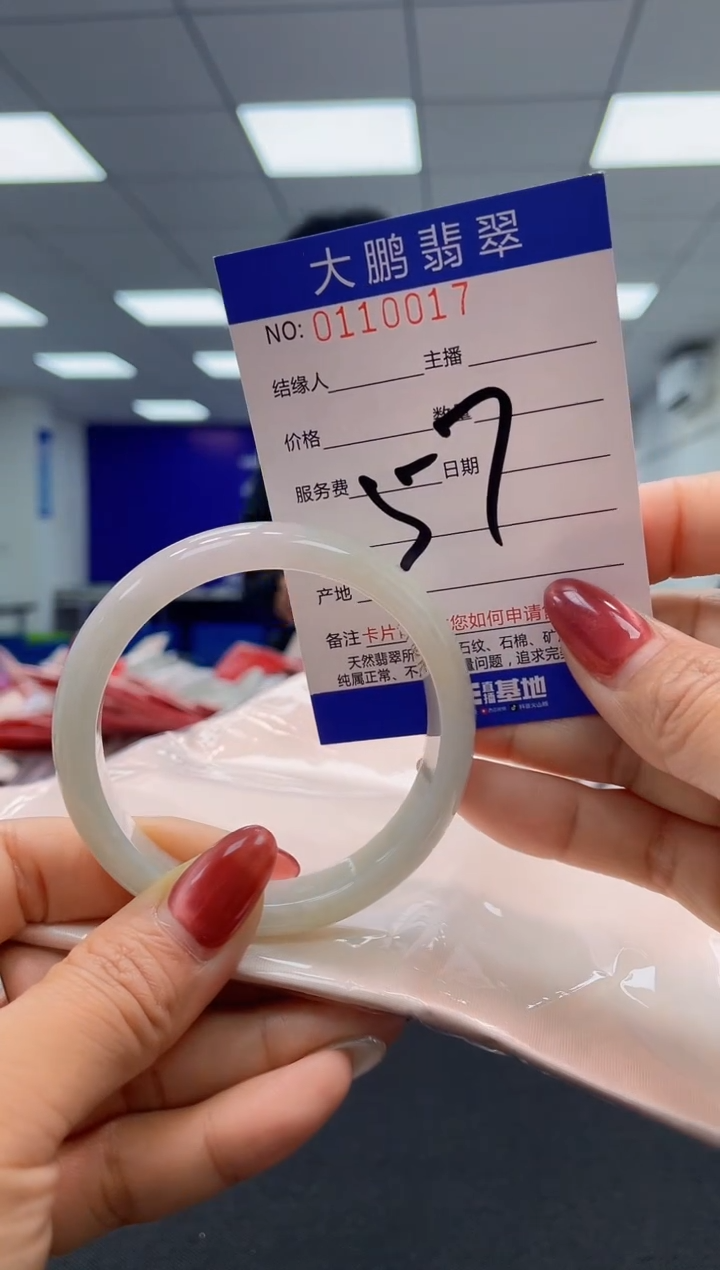 大鹏翡翠
NO: 0110017
结缘人 主播
价格 数量
服务费 日期
57
产地
备注 卡片 您如何申请
天然翡翠所 石纹、石棉、矿
纯属正常、不 量问题，追求完
直播基地